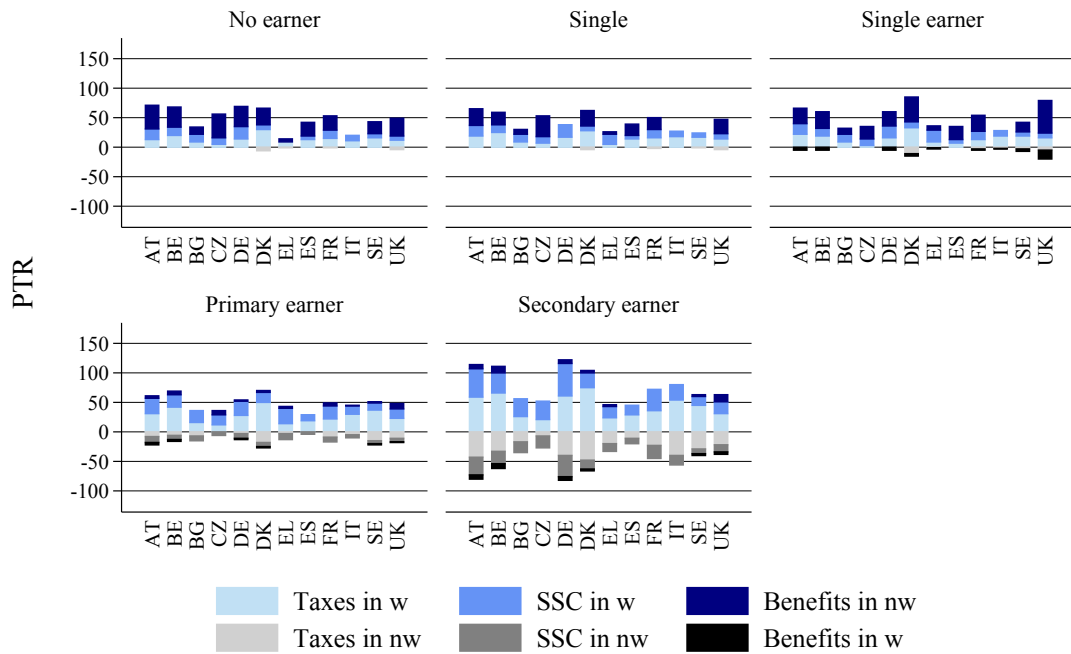 No earner Single Single earner
150
100
50
0
-50
-100
AT BE BG CZ DE DK EL ES FR IT SE UK AT BE BG CZ DE DK EL ES FR IT SE UK AT BE BG CZ DE DK EL ES FR IT SE UK
PTR
Primary earner Secondary earner
150
100
50
0
-50
-100
AT BE BG CZ DE DK EL ES FR IT SE UK AT BE BG CZ DE DK EL ES FR IT SE UK
Taxes in w SSC in w Benefits in nw
Taxes in nw SSC in nw Benefits in w